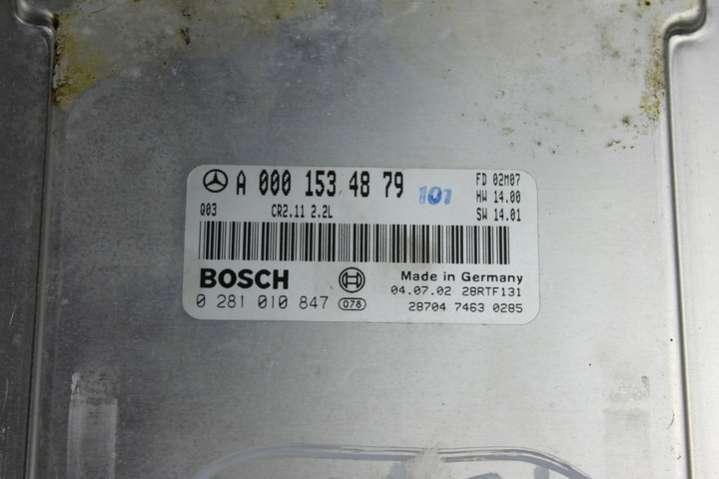 A 000 153 48 79 101 FD 02M07
HW 14.00
Q03 CR2.11 2.2L SW 14.01
BOSCH Made in Germany
0 281 010 847 076 04.07.02 28RTF131
28704 7463 0285